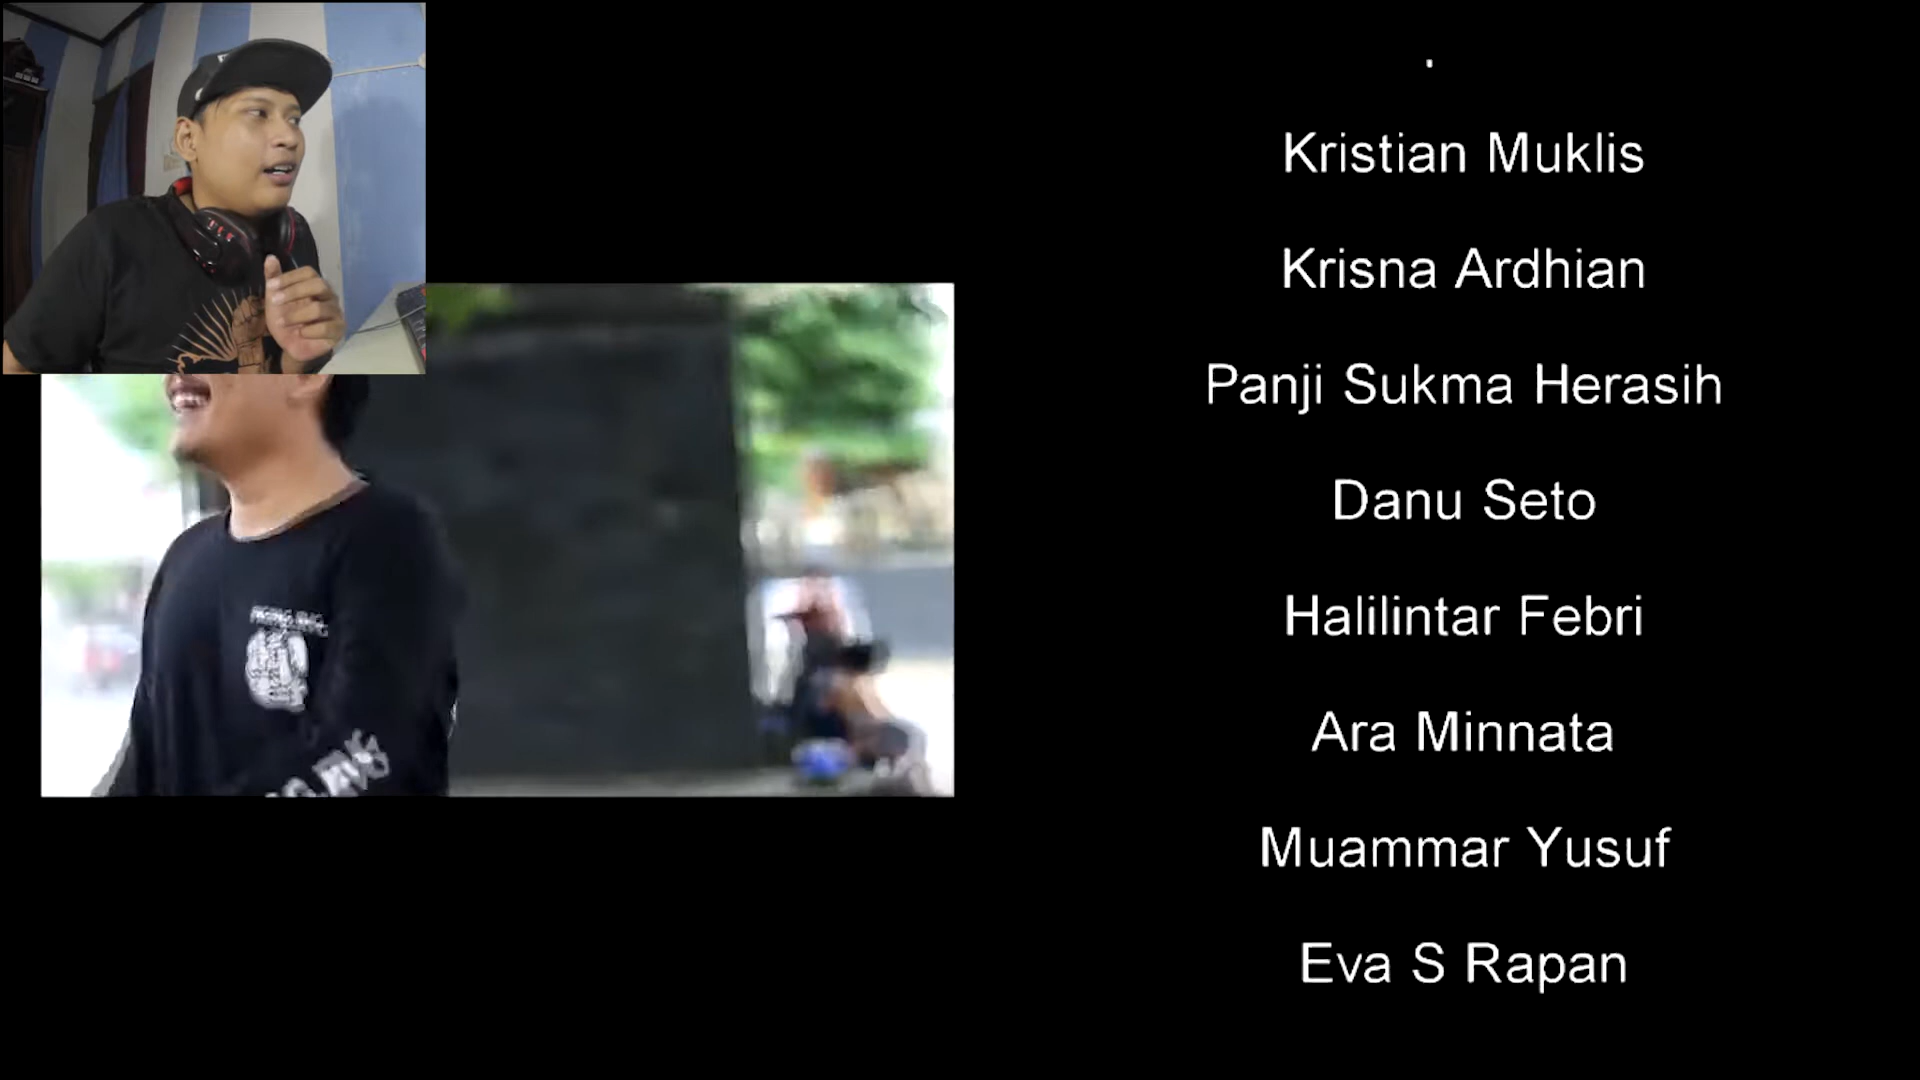 Kristian Muklis
Krisna Ardhian
Panji Sukma Herasih
Danu Seto
Halilintar Febri
Ara Minnata
Muammar Yusuf
Eva S Rapan